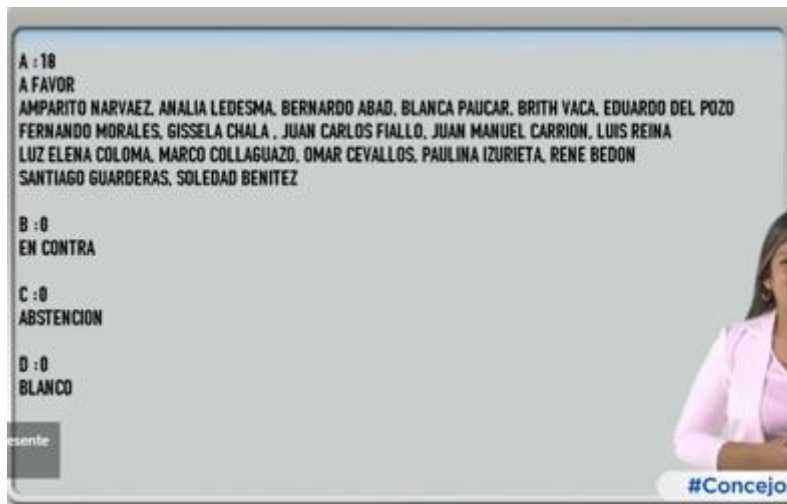 A : 18
A FAVOR
AMPARITO NARVAEZ, ANALIA LEDESMA, BERNARDO ABAD, BLANCA PAUCAR, BRITH VACA, EDUARDO DEL POZO
FERNANDO MORALES, GISSELA CHALA , JUAN CARLOS FIALLO, JUAN MANUEL CARRION, LUIS REINA
LUZ ELENA COLOMA, MARCO COLLAGUAZO, OMAR CEVALLOS, PAULINA IZURIETA, RENE BEDON
SANTIAGO GUARDERAS, SOLEDAD BENITEZ
B : 0
EN CONTRA
C : 0
ABSTENCION
D : 0
BLANCO
esente
#Concejo